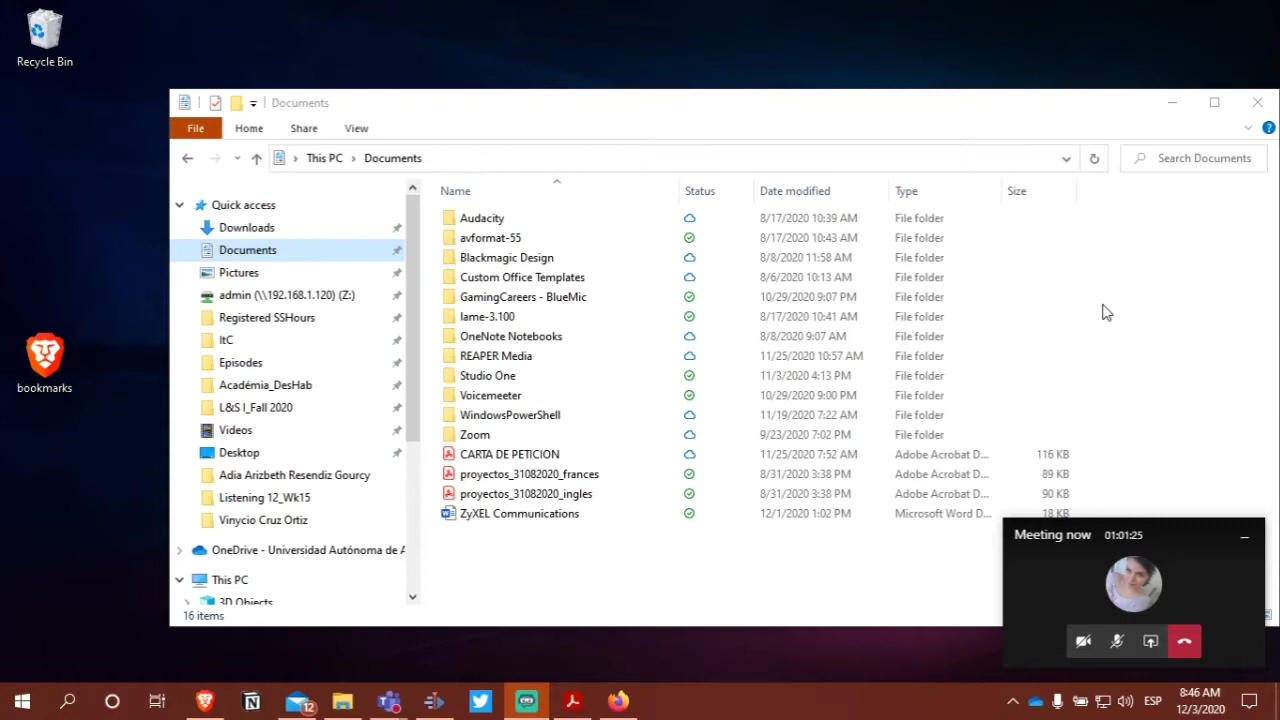 Recycle Bin
bookmarks
Documents
File Home Share View
This PC Documents Search Documents
Name Status Date modified Type Size
Quick access
Downloads
Documents
Pictures
admin (\\192.168.1.120) (Z:)
Registered SSHours
ItC
Episodes
Académia_DesHab
L&S I_Fall 2020
Videos
Desktop
Adia Arizbeth Resendiz Gourcy
Listening 12_Wk15
Vinycio Cruz Ortiz
OneDrive - Universidad Autónoma de A
This PC
3D Objects
16 items
Audacity 8/17/2020 10:39 AM File folder
avformat-55 8/17/2020 10:43 AM File folder
Blackmagic Design 8/8/2020 11:58 AM File folder
Custom Office Templates 8/6/2020 10:13 AM File folder
GamingCareers - BlueMic 10/29/2020 9:07 PM File folder
lame-3.100 8/17/2020 10:41 AM File folder
OneNote Notebooks 8/8/2020 9:07 AM File folder
REAPER Media 11/25/2020 10:57 AM File folder
Studio One 11/3/2020 4:13 PM File folder
Voicemeeter 10/29/2020 9:00 PM File folder
WindowsPowerShell 11/19/2020 7:22 AM File folder
Zoom 9/23/2020 7:02 PM File folder
CARTA DE PETICION 11/25/2020 7:52 AM Adobe Acrobat D... 116 KB
proyectos_31082020_frances 8/31/2020 3:38 PM Adobe Acrobat D... 89 KB
proyectos_31082020_ingles 8/31/2020 3:38 PM Adobe Acrobat D... 90 KB
ZyXEL Communications 12/1/2020 1:02 PM Microsoft Word D... 18 KB
Meeting now 01:01:25
12
ESP
8:46 AM
12/3/2020